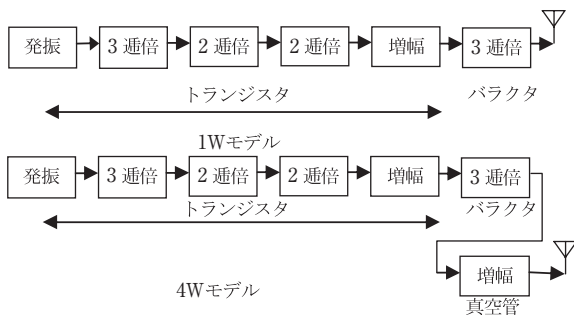 発振 3逓倍 2逓倍 2逓倍 増幅 3逓倍
トランジスタ バラクタ
1Wモデル
発振 3逓倍 2逓倍 2逓倍 増幅 3逓倍
トランジスタ バラクタ
増幅
4Wモデル
真空管